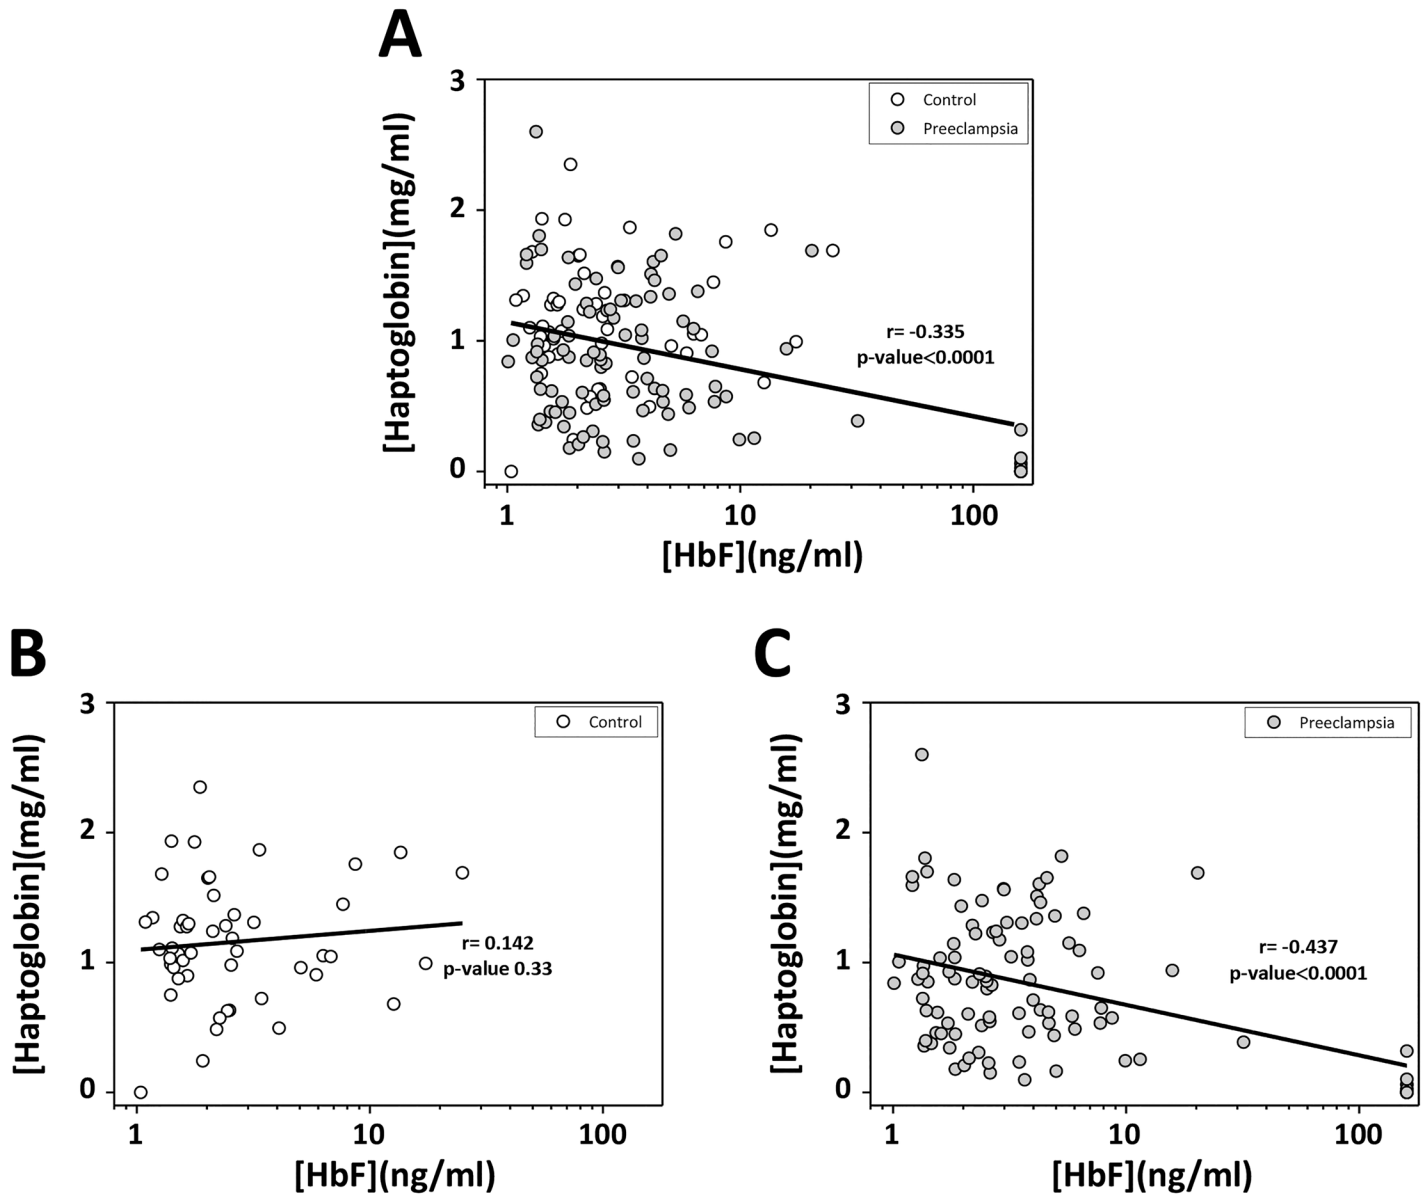 A
[Haptoglobin](mg/ml)
3
2
1
0
Control
Preeclampsia
r= -0.335
p-value<0.0001
1 10 100
[HbF](ng/ml)
B
[Haptoglobin](mg/ml)
3
2
1
0
Control
r= 0.142
p-value 0.33
1 10 100
[HbF](ng/ml)
C
[Haptoglobin](mg/ml)
3
2
1
0
Preeclampsia
r= -0.437
p-value<0.0001
1 10 100
[HbF](ng/ml)